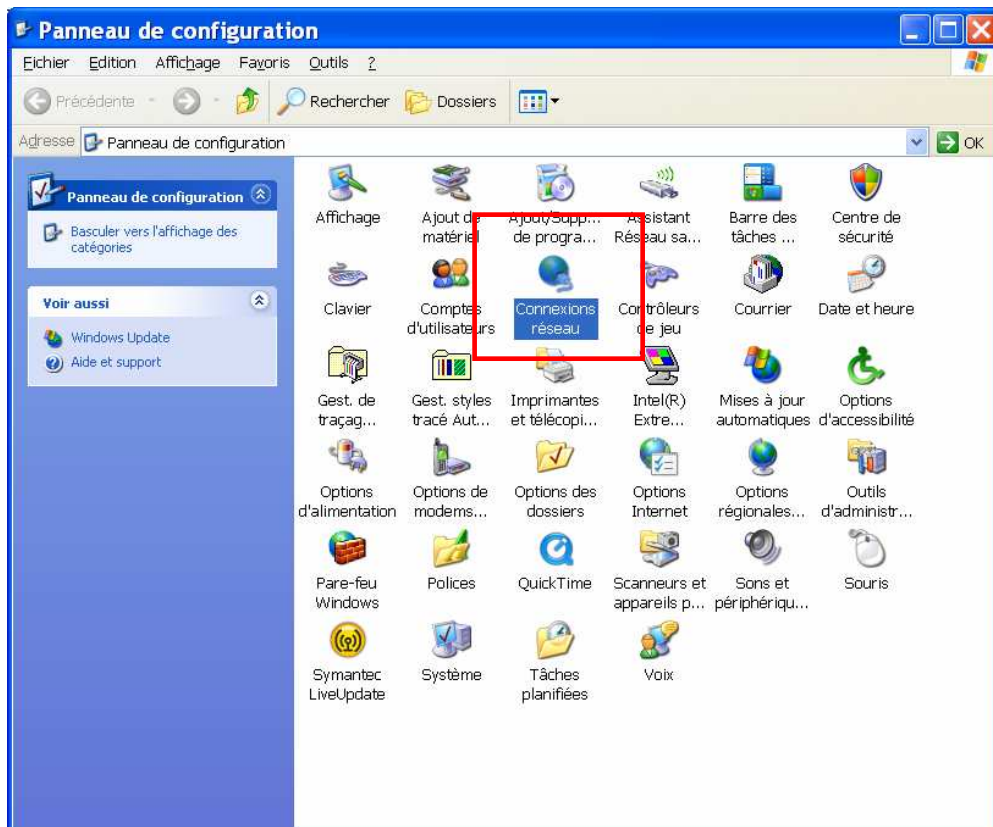 Panneau de configuration
Fichier Edition Affichage Favoris Outils ?
Précédente Rechercher Dossiers
Adresse Panneau de configuration OK
Panneau de configuration
Basculer vers l'affichage des
catégories
Voir aussi
Windows Update
Aide et support
Affichage
Ajout de
matériel
Ajout/Supp...
de progra...
Assistant
Réseau sa...
Barre des
tâches ...
Centre de
sécurité
Clavier
Comptes
d'utilisateurs
Connexions
réseau
Contrôleurs
de jeu
Courrier
Date et heure
Gest. de
traçag...
Gest. styles
tracé Aut...
Imprimantes
et télécopi...
Intel(R)
Extre...
Mises à jour
automatiques
Options
d'accessibilité
Options
d'alimentation
Options de
modems...
Options des
dossiers
Options
Internet
Options
régionales...
Outils
d'administr...
Pare-feu
Windows
Polices
QuickTime
Scanneurs et
appareils p...
Sons et
périphériqu...
Souris
Symantec
LiveUpdate
Système
Tâches
planifiées
Voix